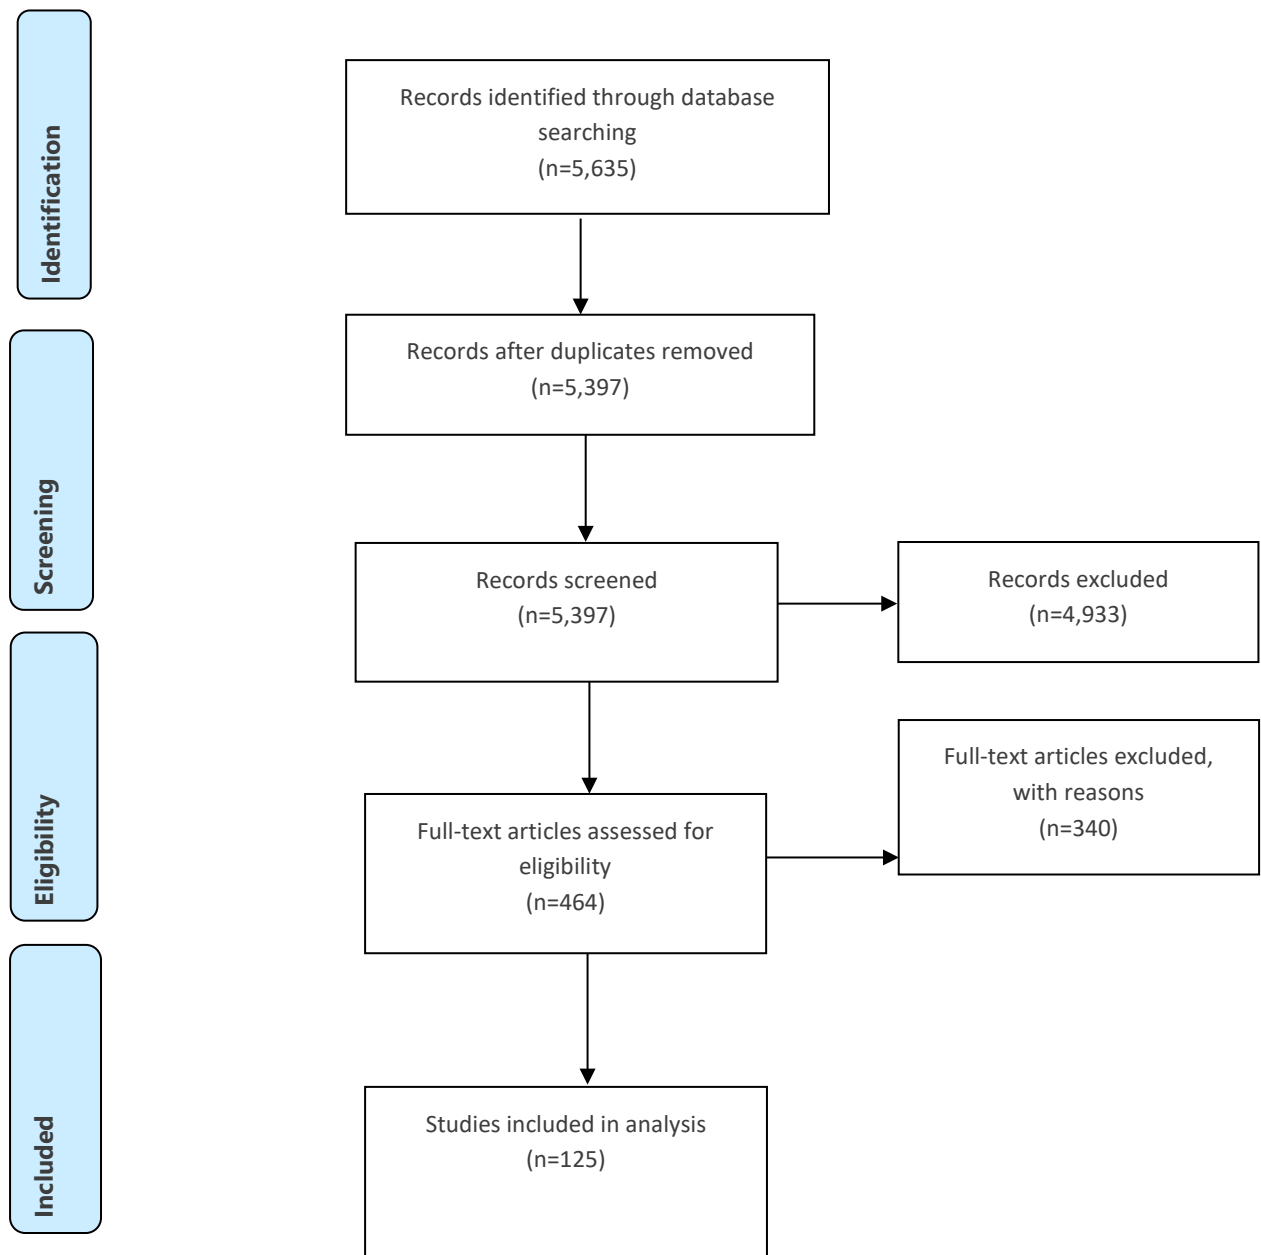 Identification
Records identified through database
searching
(n=5,635)
Records after duplicates removed
(n=5,397)
Screening
Records screened
(n=5,397)
Records excluded
(n=4,933)
Eligibility
Full-text articles assessed for
eligibility
(n=464)
Full-text articles excluded,
with reasons
(n=340)
Included
Studies included in analysis
(n=125)